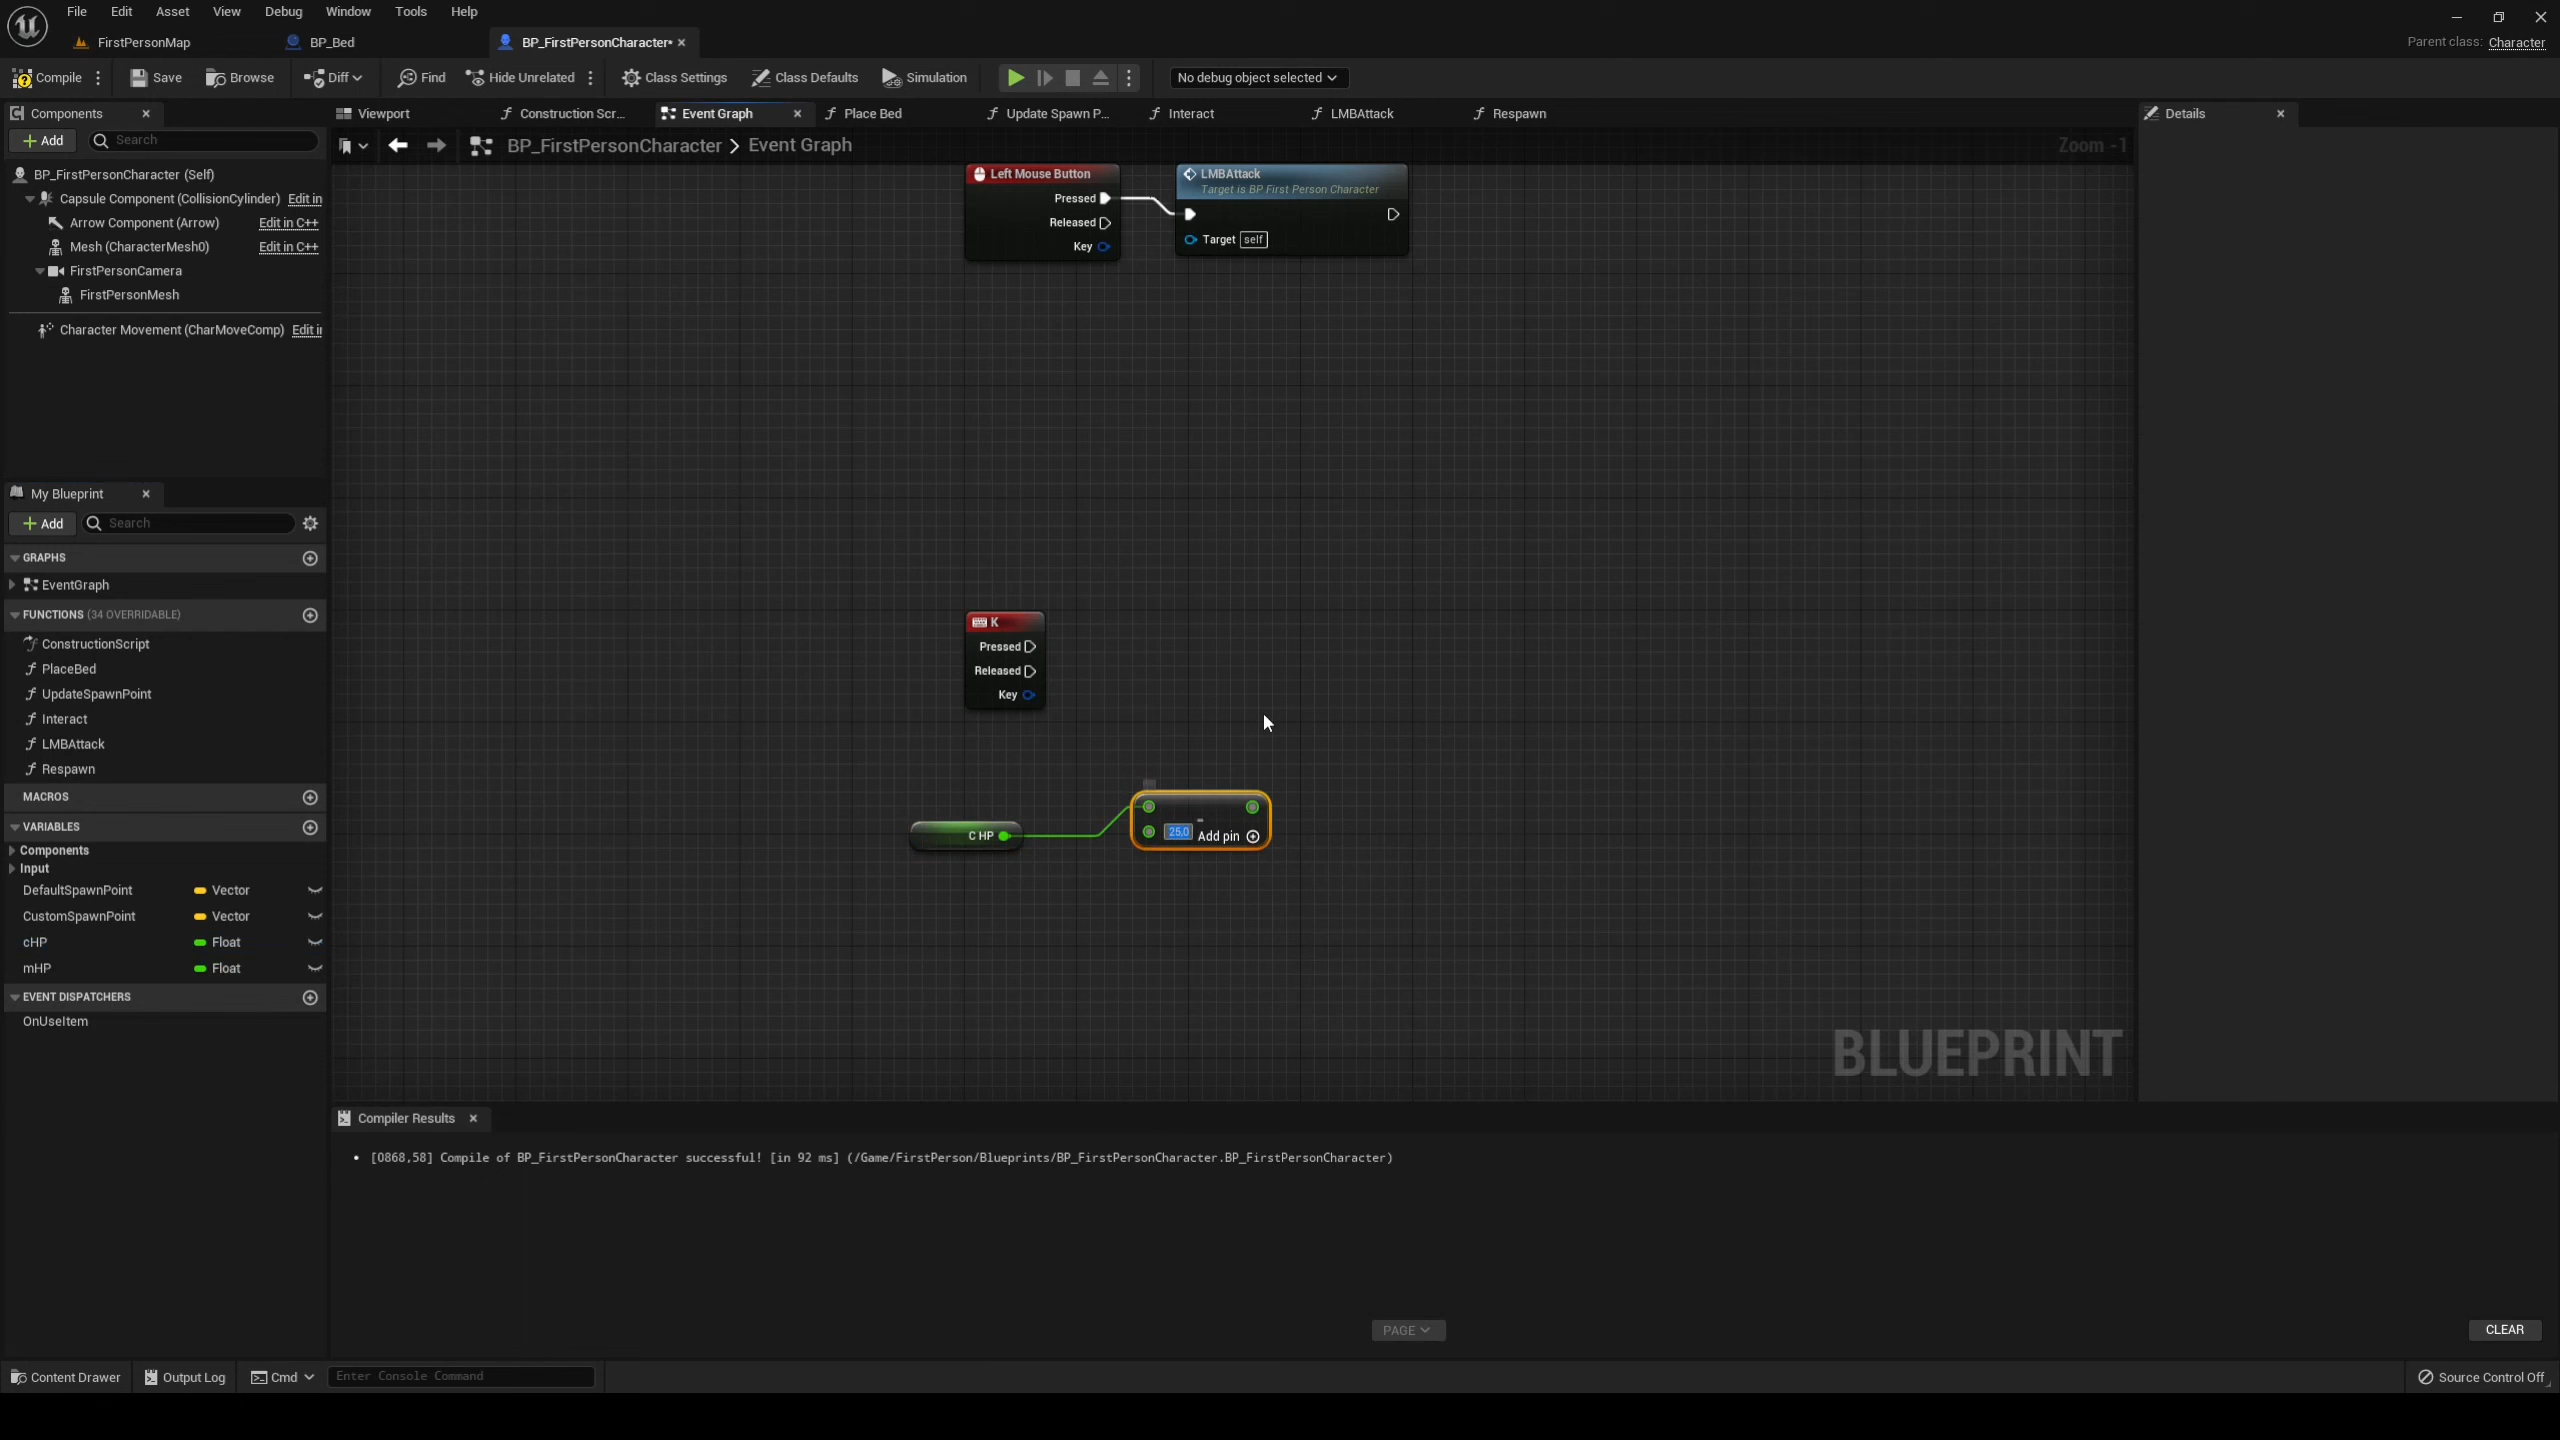 File Edit Asset View Debug Window Tools Help
FirstPersonMap BP_Bed BP_FirstPersonCharacter*
Parent class: Character
Compile Save Browse Diff Find Hide Unrelated Class Settings Class Defaults Simulation No debug object selected
Components
Viewport Construction Scr... Event Graph Place Bed Update Spawn P... Interact LMBAttack Respawn
Details
Add Search
BP_FirstPersonCharacter > Event Graph
Zoom -1
BP_FirstPersonCharacter (Self)
Capsule Component (CollisionCylinder) Edit in
Arrow Component (Arrow) Edit in C++
Mesh (CharacterMesh0) Edit in C++
FirstPersonCamera
FirstPersonMesh
Character Movement (CharMoveComp) Edit in
Left Mouse Button
Pressed
Released
Key
LMBAttack
Target is BP First Person Character
Target self
My Blueprint
Add Search
GRAPHS
EventGraph
FUNCTIONS (34 OVERRIDABLE)
ConstructionScript
PlaceBed
UpdateSpawnPoint
Interact
LMBAttack
Respawn
MACROS
VARIABLES
Components
Input
DefaultSpawnPoint Vector
CustomSpawnPoint Vector
cHP Float
mHP Float
EVENT DISPATCHERS
OnUseItem
K
Pressed
Released
Key
C HP
-
25,0 Add pin
BLUEPRINT
Compiler Results
• [0868,58] Compile of BP_FirstPersonCharacter successful! [in 92 ms] (/Game/FirstPerson/Blueprints/BP_FirstPersonCharacter.BP_FirstPersonCharacter)
PAGE
CLEAR
Content Drawer Output Log Cmd Enter Console Command Source Control Off